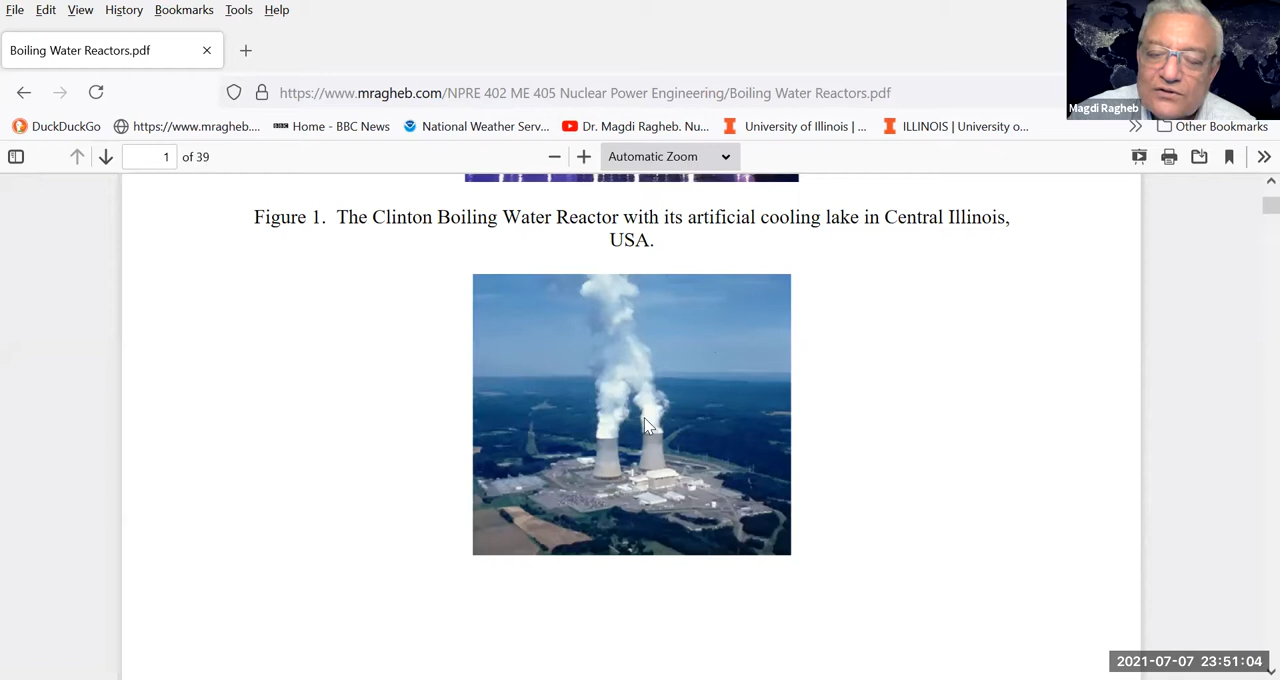 File Edit View History Bookmarks Tools Help
Boiling Water Reactors.pdf
https://www.mragheb.com/NPRE 402 ME 405 Nuclear Power Engineering/Boiling Water Reactors.pdf
Magdi Ragheb
DuckDuckGo https://www.mragheb.... Home - BBC News National Weather Serv... Dr. Magdi Ragheb. Nu... University of Illinois | ... ILLINOIS | University o... Other Bookmarks
1 of 39 Automatic Zoom
Figure 1. The Clinton Boiling Water Reactor with its artificial cooling lake in Central Illinois,
USA.
2021-07-07 23:51:04